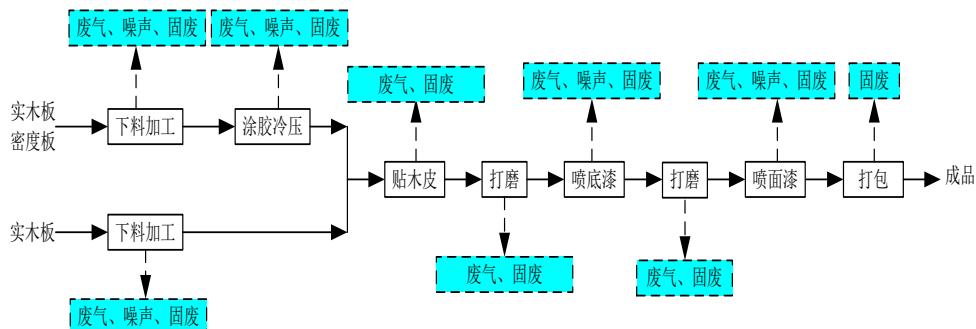 废气、噪声、固废
废气、噪声、固废
废气、固废
废气、噪声、固废
废气、噪声、固废
固废
实木板
密度板
下料加工
涂胶冷压
贴木皮
打磨
喷底漆
打磨
喷面漆
打包
成品
实木板
下料加工
废气、固废
废气、固废
废气、噪声、固废